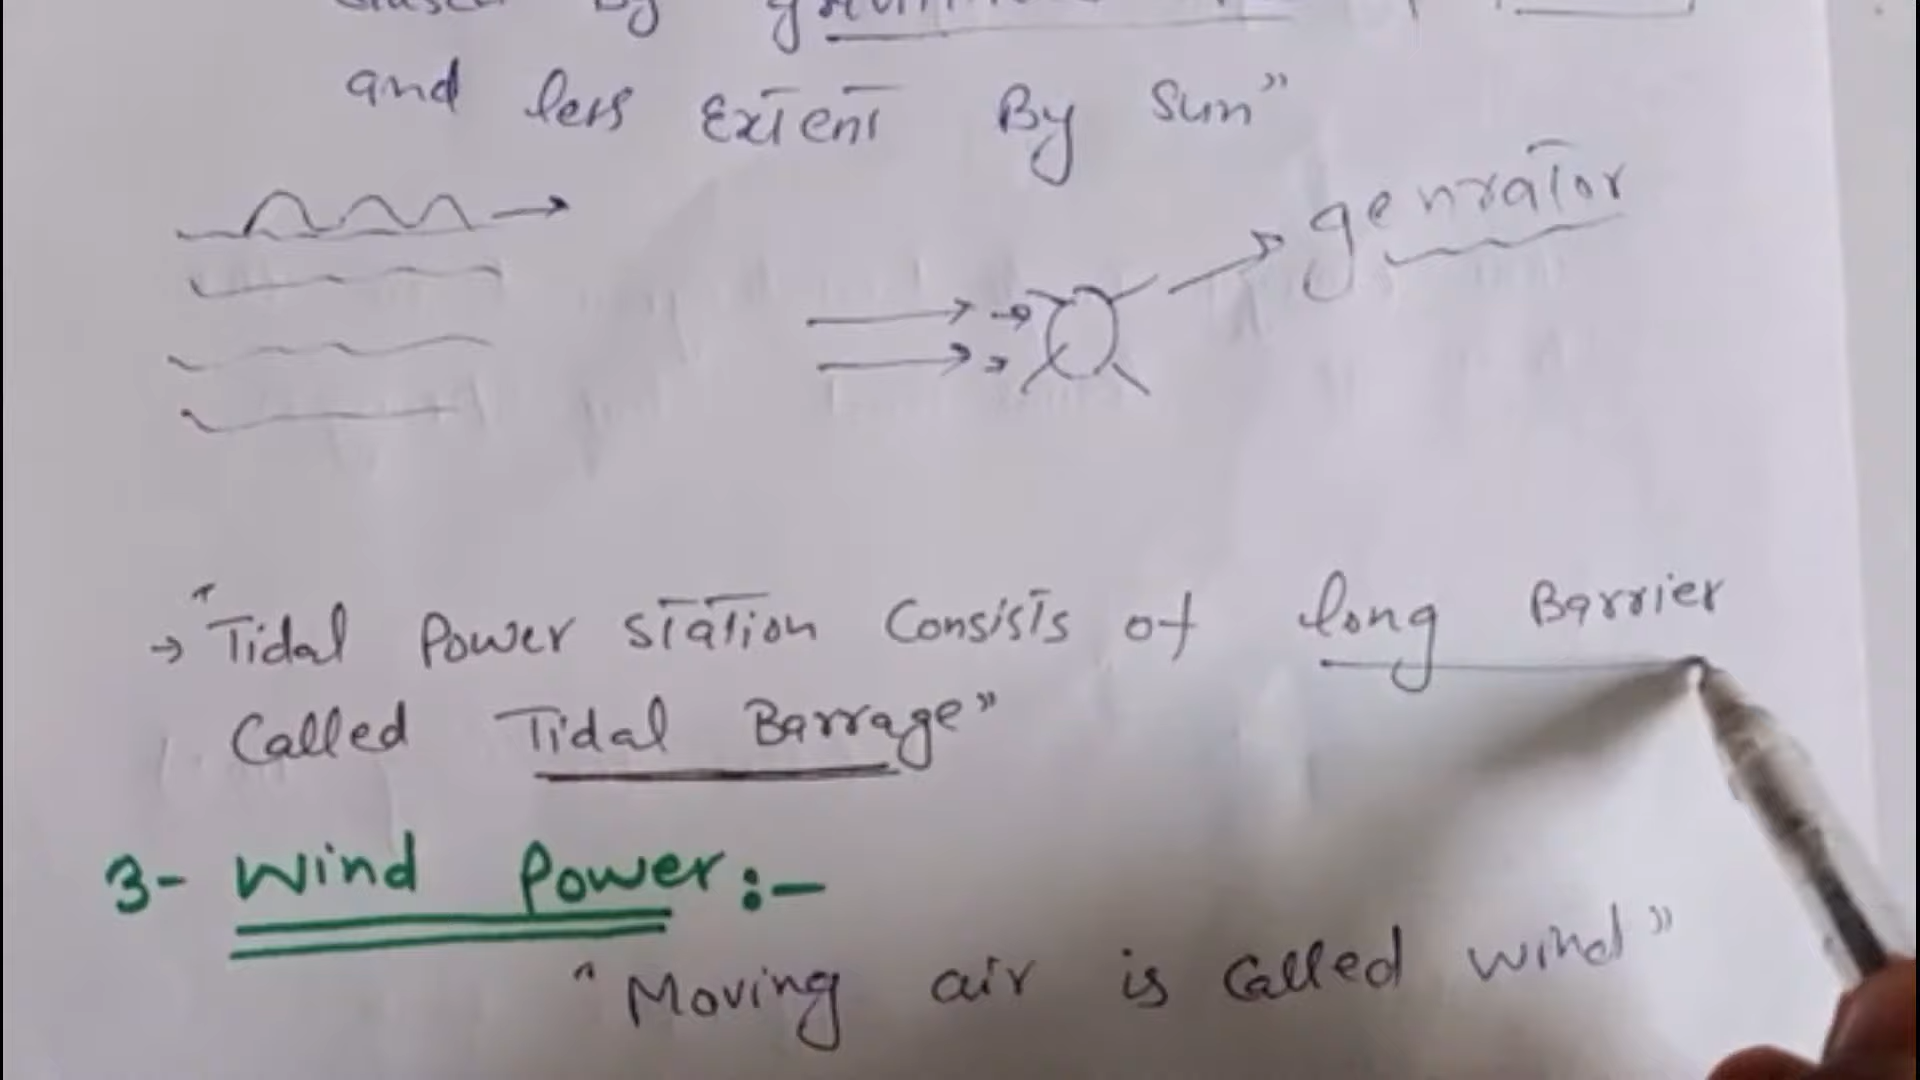 By
and less Extent By Sun"
genrator
→ "Tidal Power station Consists of long Barrier
Called Tidal Barrage"
3- Wind Power:-
"Moving air is Called wind"